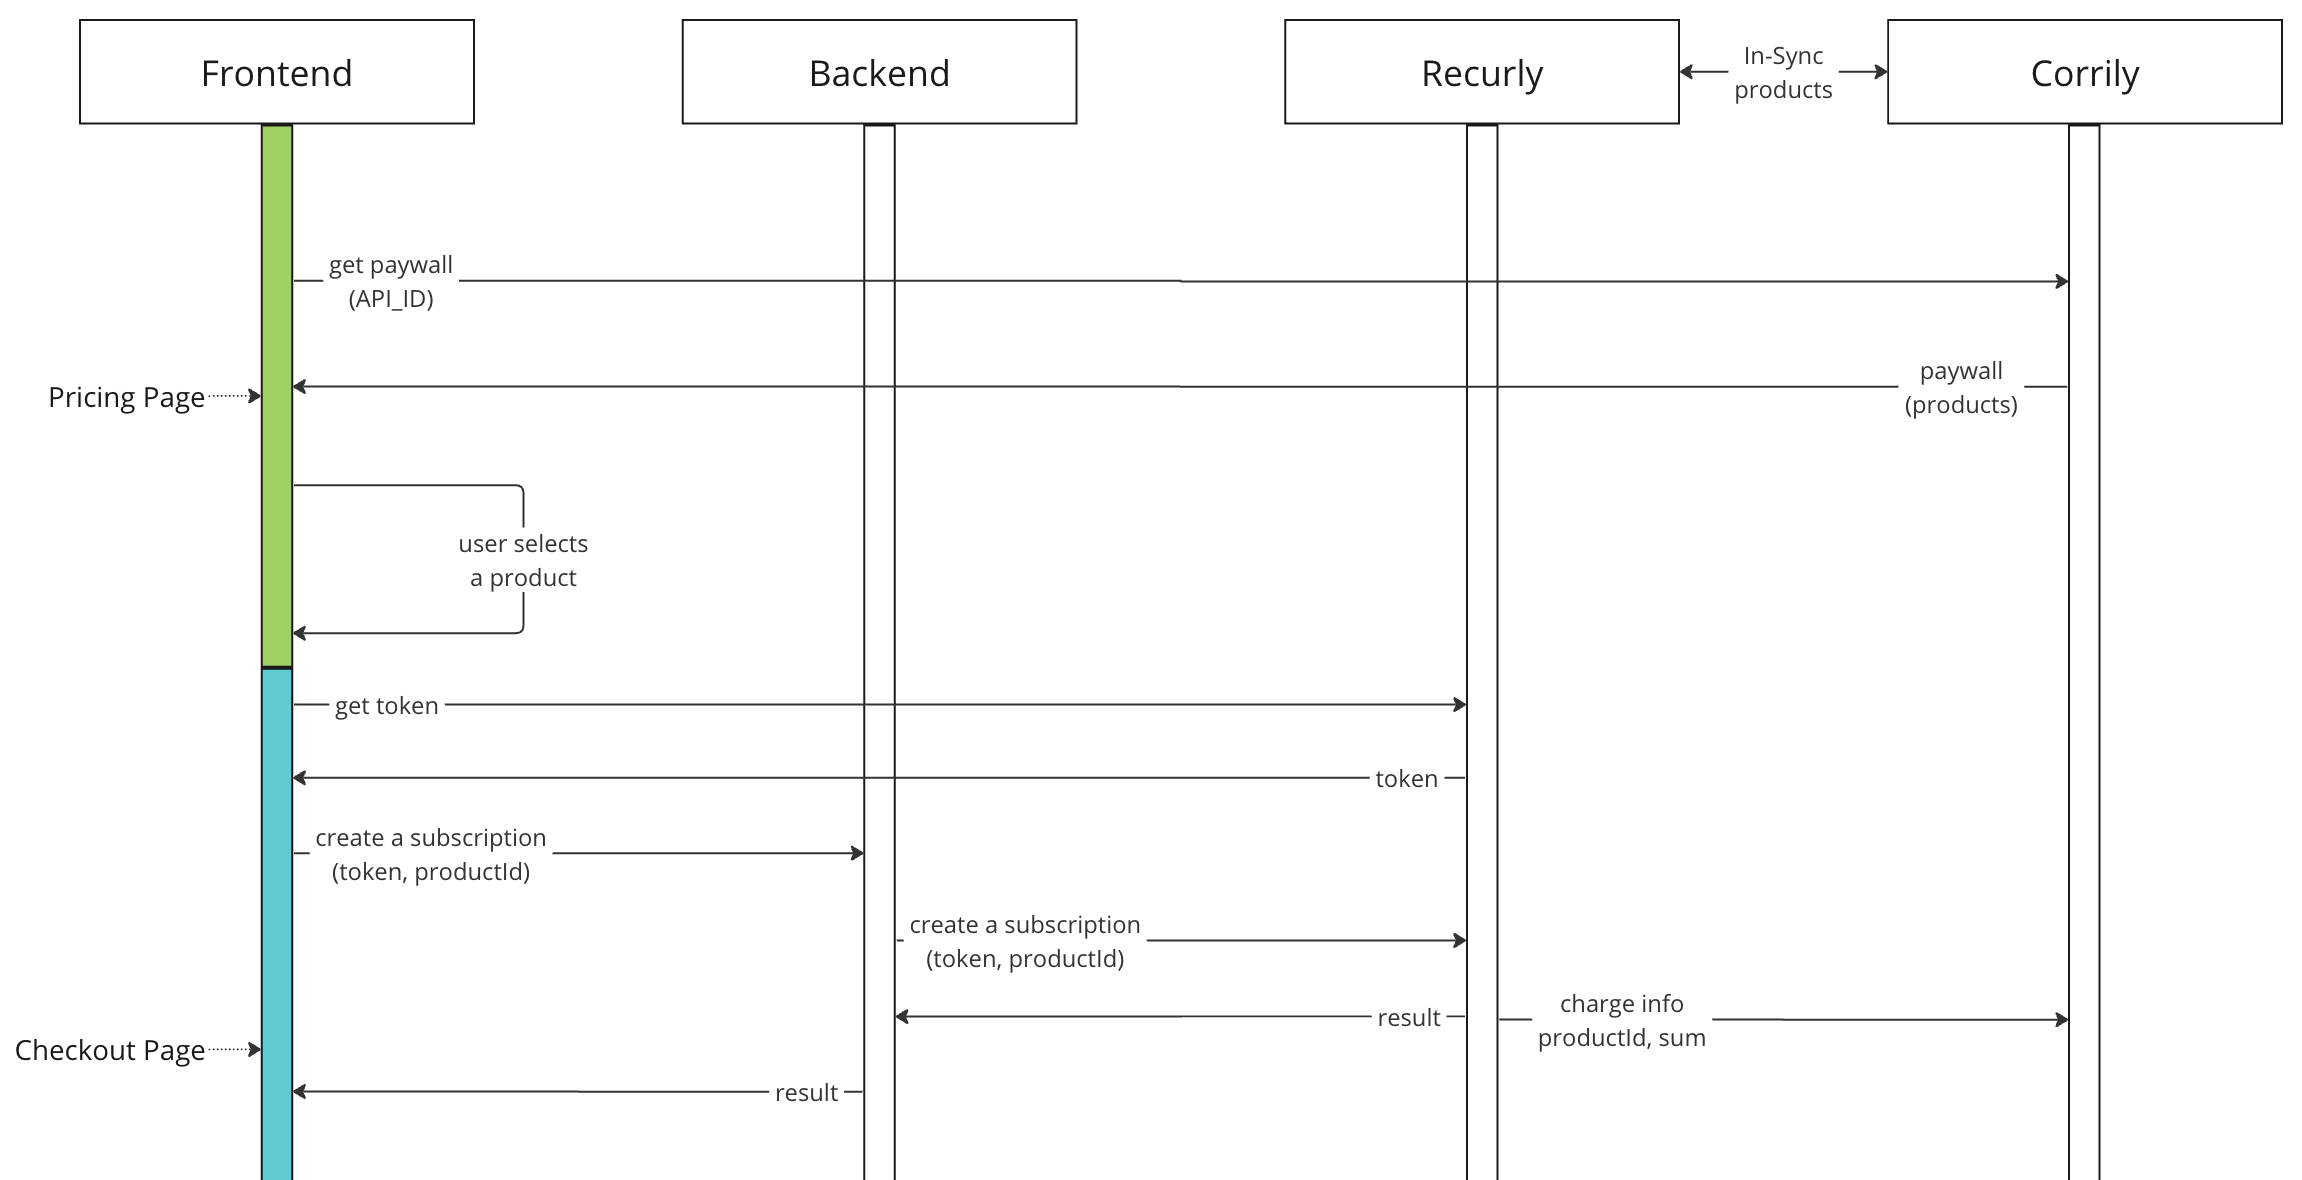 Frontend
Backend
Recurly
In-Sync
products
Corrily
get paywall
(API_ID)
paywall
(products)
Pricing Page
user selects
a product
get token
token
create a subscription
(token, productId)
create a subscription
(token, productId)
result
charge info
productId, sum
Checkout Page
result